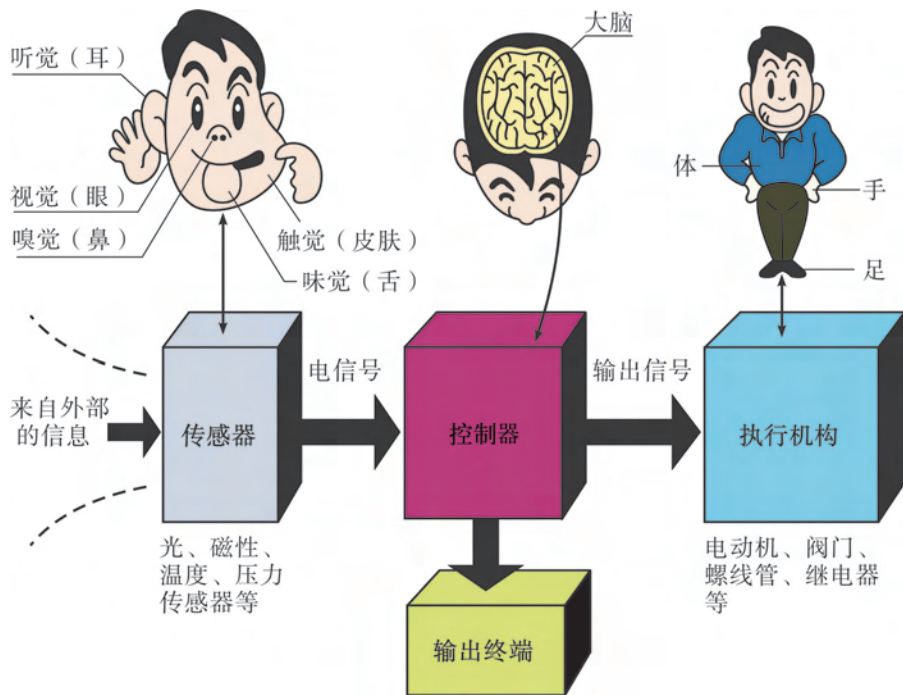 听觉（耳）
大脑
视觉（眼）
嗅觉（鼻）
触觉（皮肤）
味觉（舌）
体
手
足
来自外部
的信息
传感器
电信号
控制器
输出信号
执行机构
光、磁性、
温度、压力
传感器等
电动机、阀门、
螺线管、继电器
等
输出终端